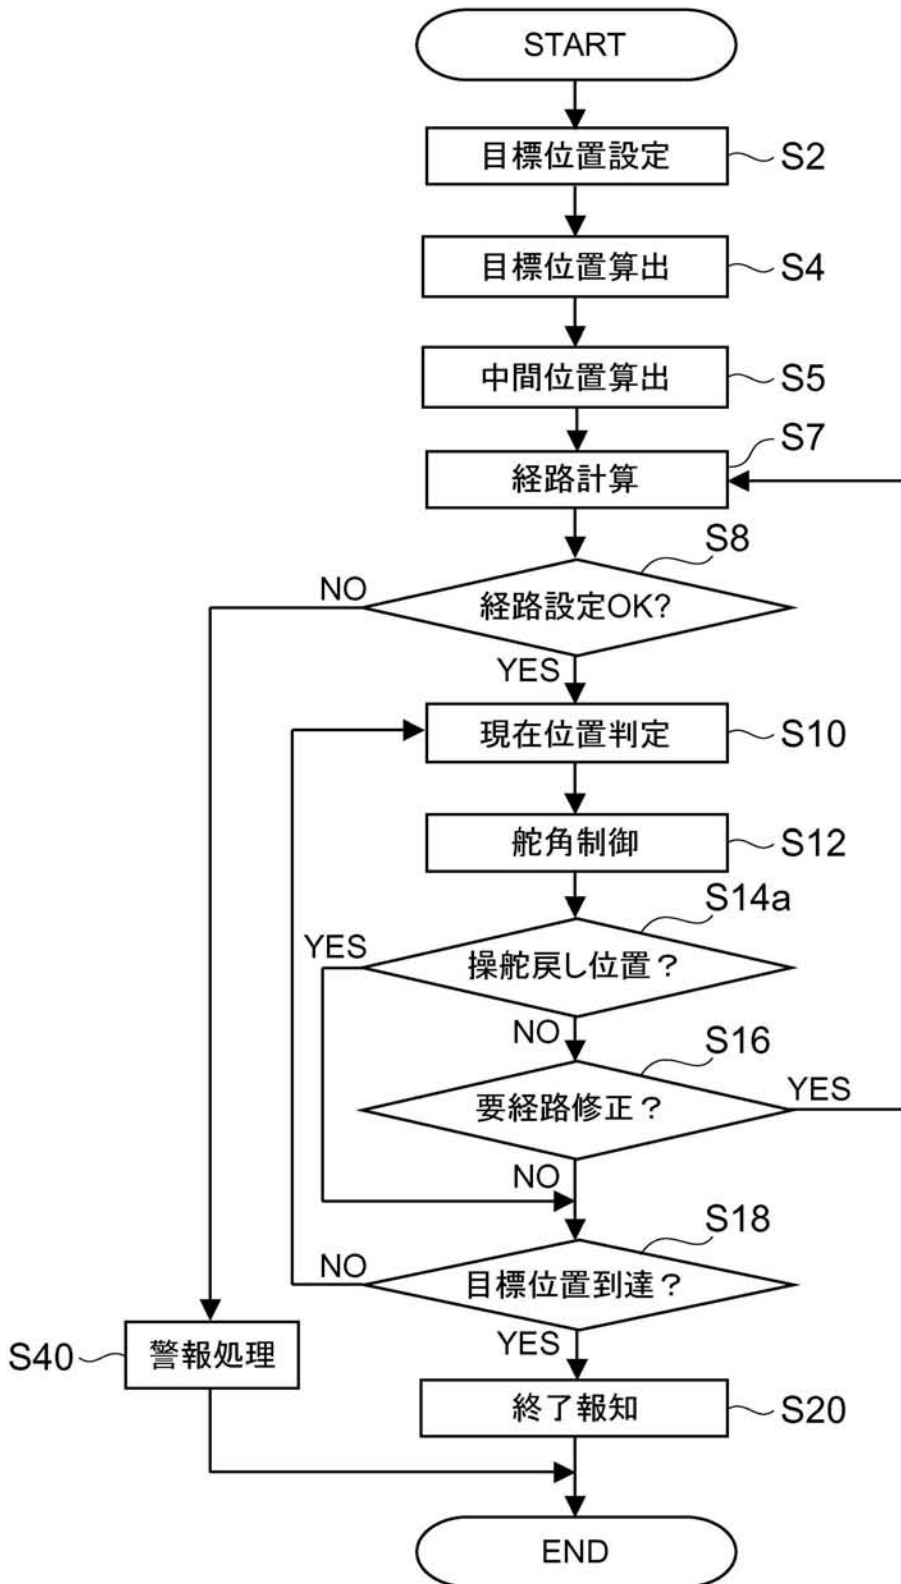 START
目標位置設定 S2
目標位置算出 S4
中間位置算出 S5
S7
経路計算
S8
NO
経路設定OK?
YES
現在位置判定 S10
舵角制御 S12
S14a
YES
操舵戻し位置？
NO
S16
要経路修正？
YES
NO
S18
NO
目標位置到達？
YES
S40 警報処理
終了報知 S20
END